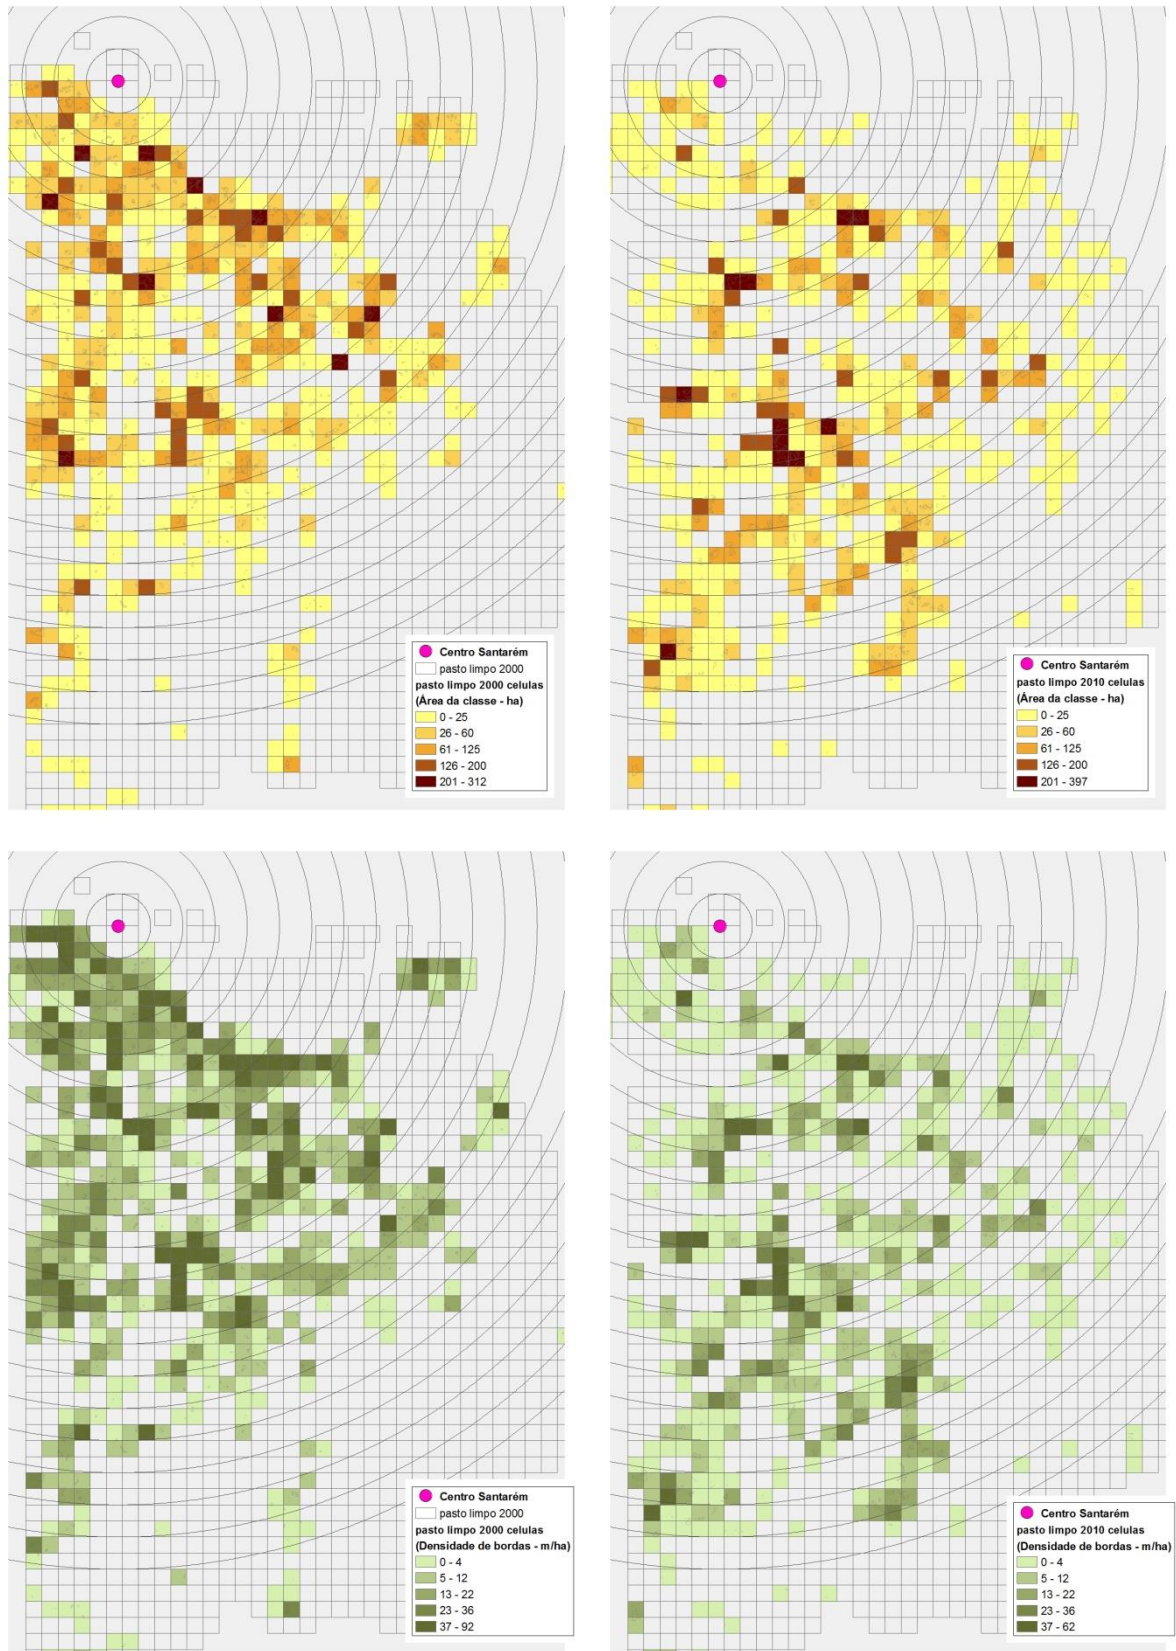 Centro Santarém
pasto limpo 2000
pasto limpo 2000 celulas
(Área da classe - ha)
0 - 25
26 - 60
61 - 125
126 - 200
201 - 312
Centro Santarém
pasto limpo 2010 celulas
(Área da classe - ha)
0 - 25
26 - 60
61 - 125
126 - 200
201 - 397
Centro Santarém
pasto limpo 2000
pasto limpo 2000 celulas
(Densidade de bordas - m/ha)
0 - 4
5 - 12
13 - 22
23 - 36
37 - 92
Centro Santarém
pasto limpo 2010 celulas
(Densidade de bordas - m/ha)
0 - 4
5 - 12
13 - 22
23 - 36
37 - 62